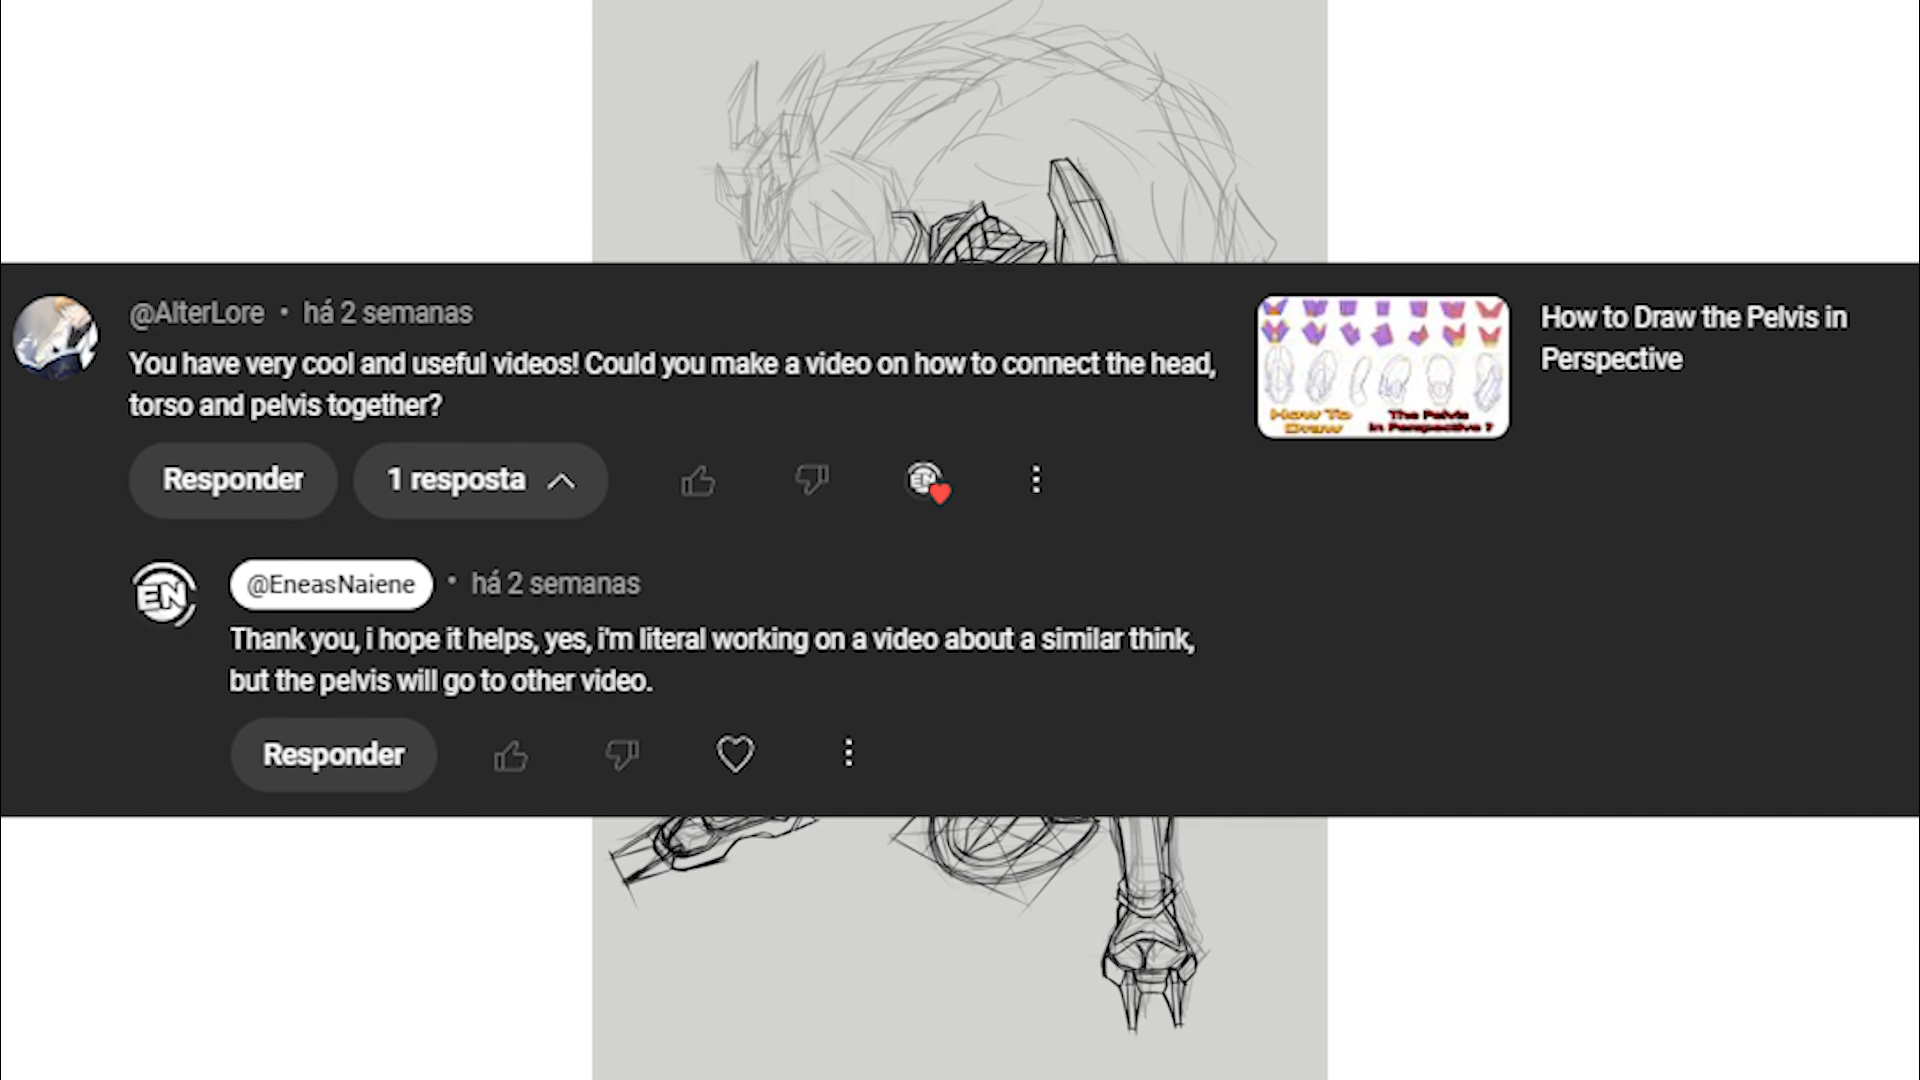 @AlterLore • há 2 semanas
You have very cool and useful videos! Could you make a video on how to connect the head,
torso and pelvis together?
Responder
1 resposta
EN
How To
Draw
The Pelvis
in Perspective ?
How to Draw the Pelvis in
Perspective
EN
@EneasNaiene • há 2 semanas
Thank you, i hope it helps, yes, i'm literal working on a video about a similar think,
but the pelvis will go to other video.
Responder